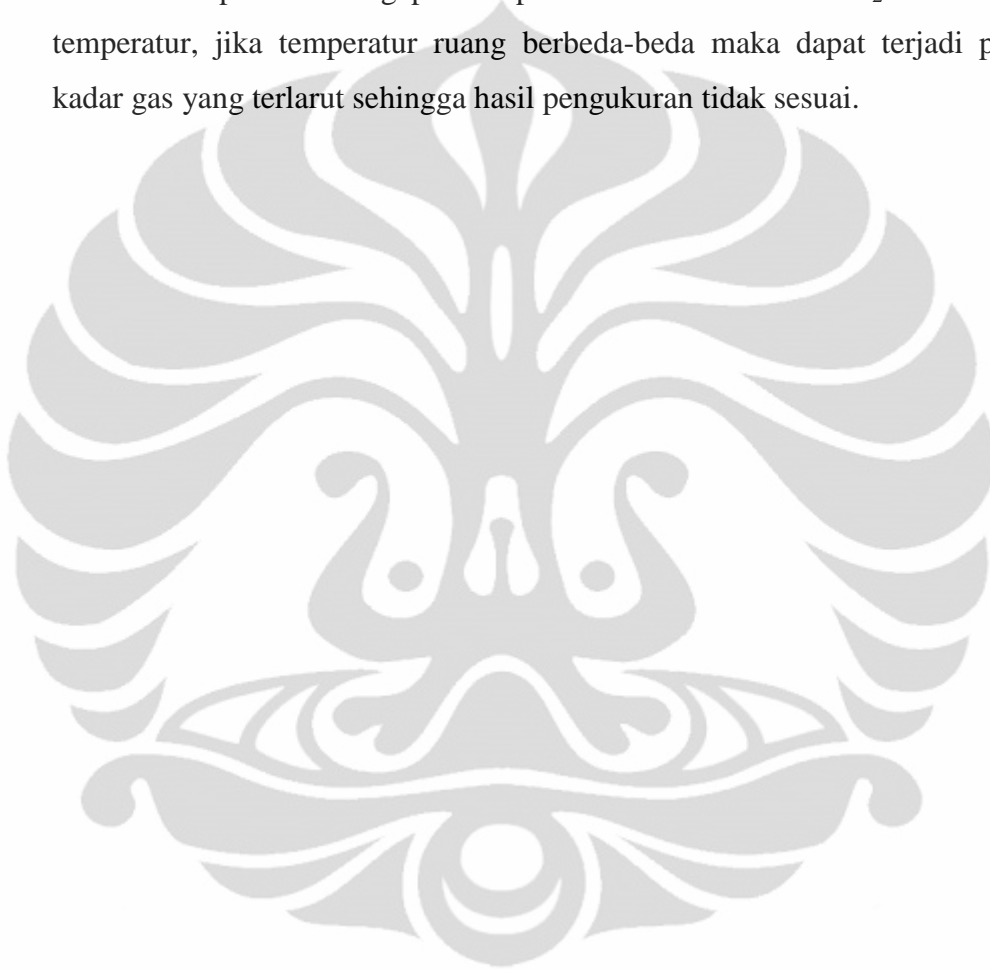 temperatur, jika temperatur ruang berbeda-beda maka dapat terjadi
kadar gas yang terlarut sehingga hasil pengukuran tidak sesuai.